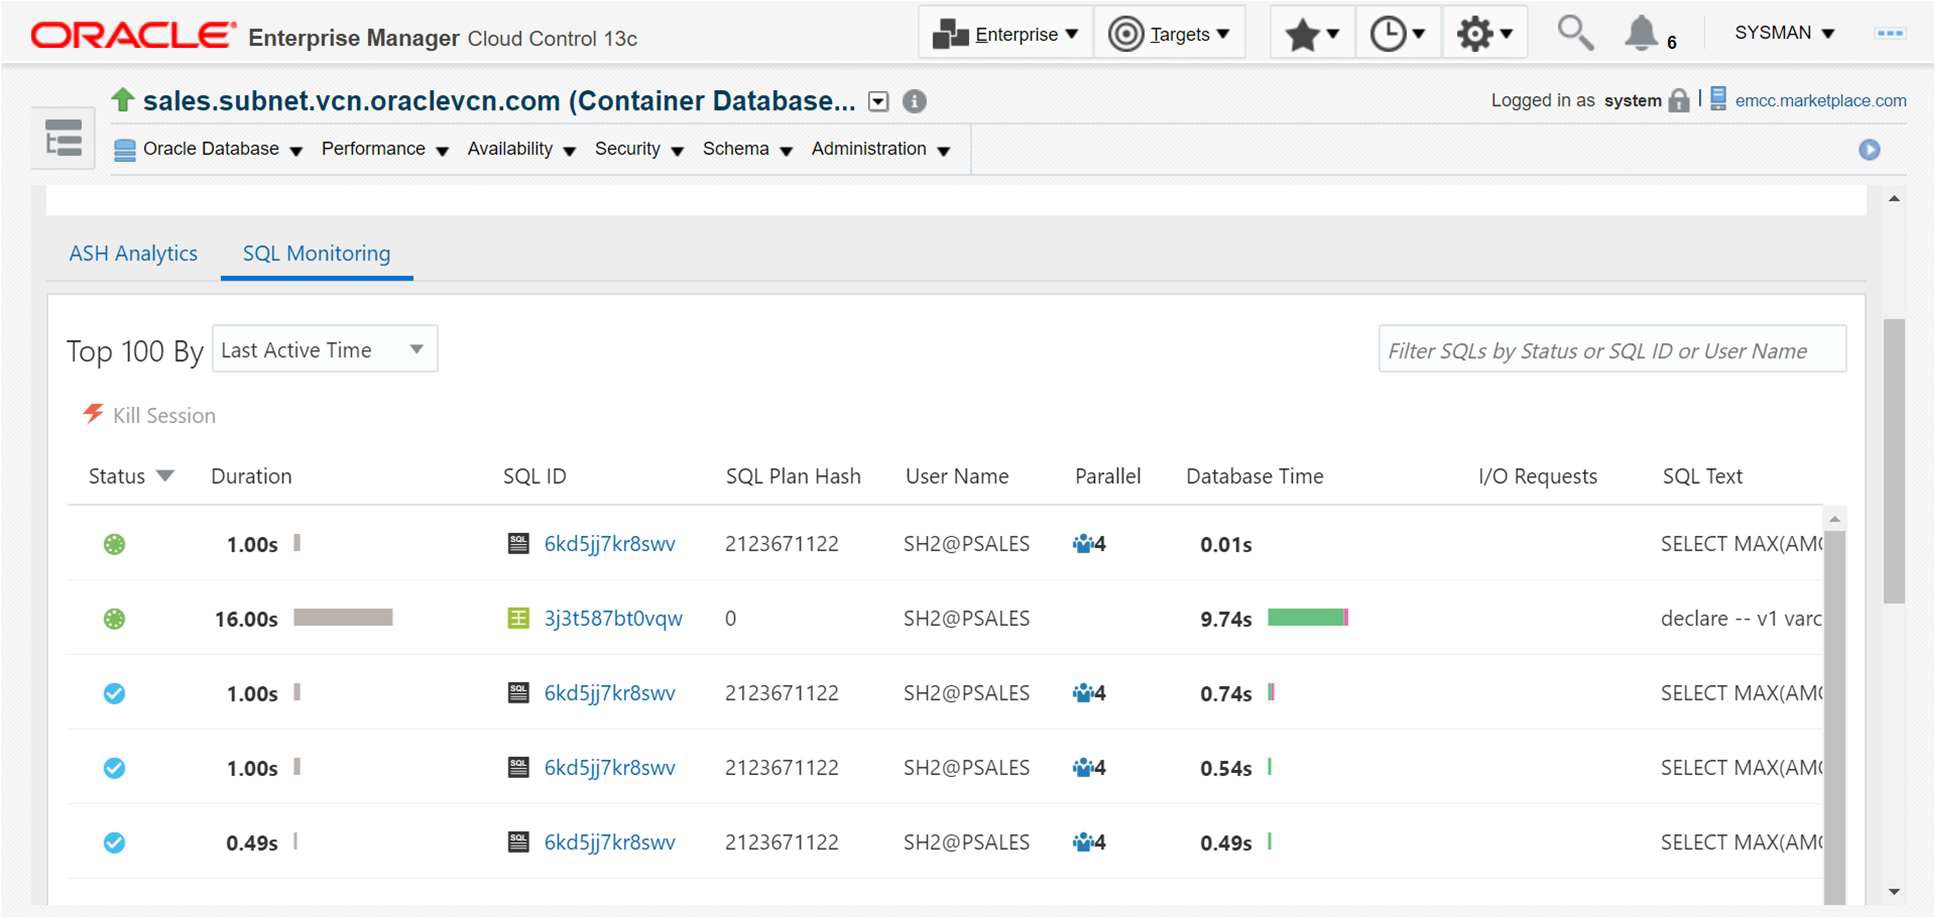 ORACLE Enterprise Manager Cloud Control 13c Enterprise Targets 6 SYSMAN
sales.subnet.vcn.oraclevcn.com (Container Database... Logged in as system emcc.marketplace.com
Oracle Database Performance Availability Security Schema Administration
ASH Analytics SQL Monitoring
Top 100 By Last Active Time Filter SQLs by Status or SQL ID or User Name
Kill Session
Status Duration SQL ID SQL Plan Hash User Name Parallel Database Time I/O Requests SQL Text
1.00s SQL 6kd5jj7kr8swv 2123671122 SH2@PSALES 4 0.01s SELECT MAX(AM
16.00s 3j3t587bt0vqw 0 SH2@PSALES 9.74s declare -- v1 varc
1.00s SQL 6kd5jj7kr8swv 2123671122 SH2@PSALES 4 0.74s SELECT MAX(AM
1.00s SQL 6kd5jj7kr8swv 2123671122 SH2@PSALES 4 0.54s SELECT MAX(AM
0.49s SQL 6kd5jj7kr8swv 2123671122 SH2@PSALES 4 0.49s SELECT MAX(AM